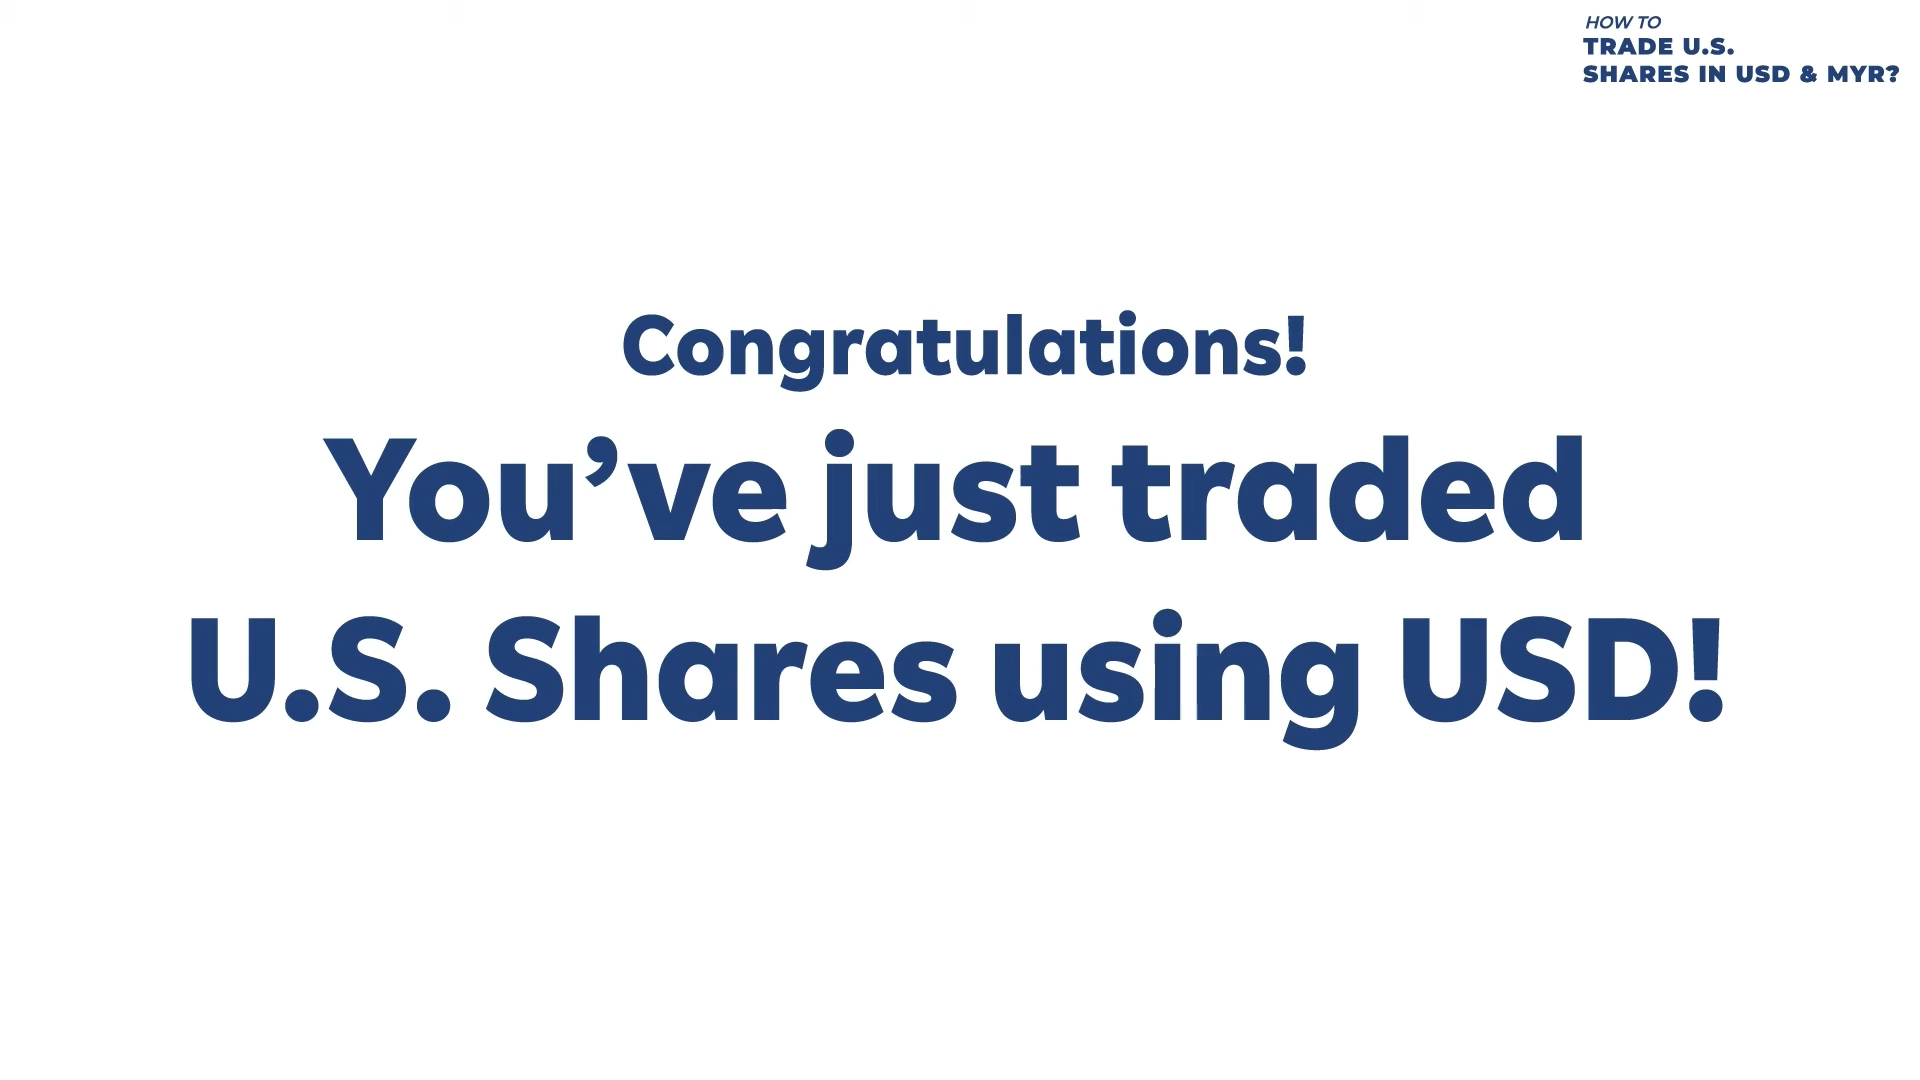 HOW TO
TRADE U.S.
SHARES IN USD & MYR?
Congratulations!
You’ve just traded
U.S. Shares using USD!